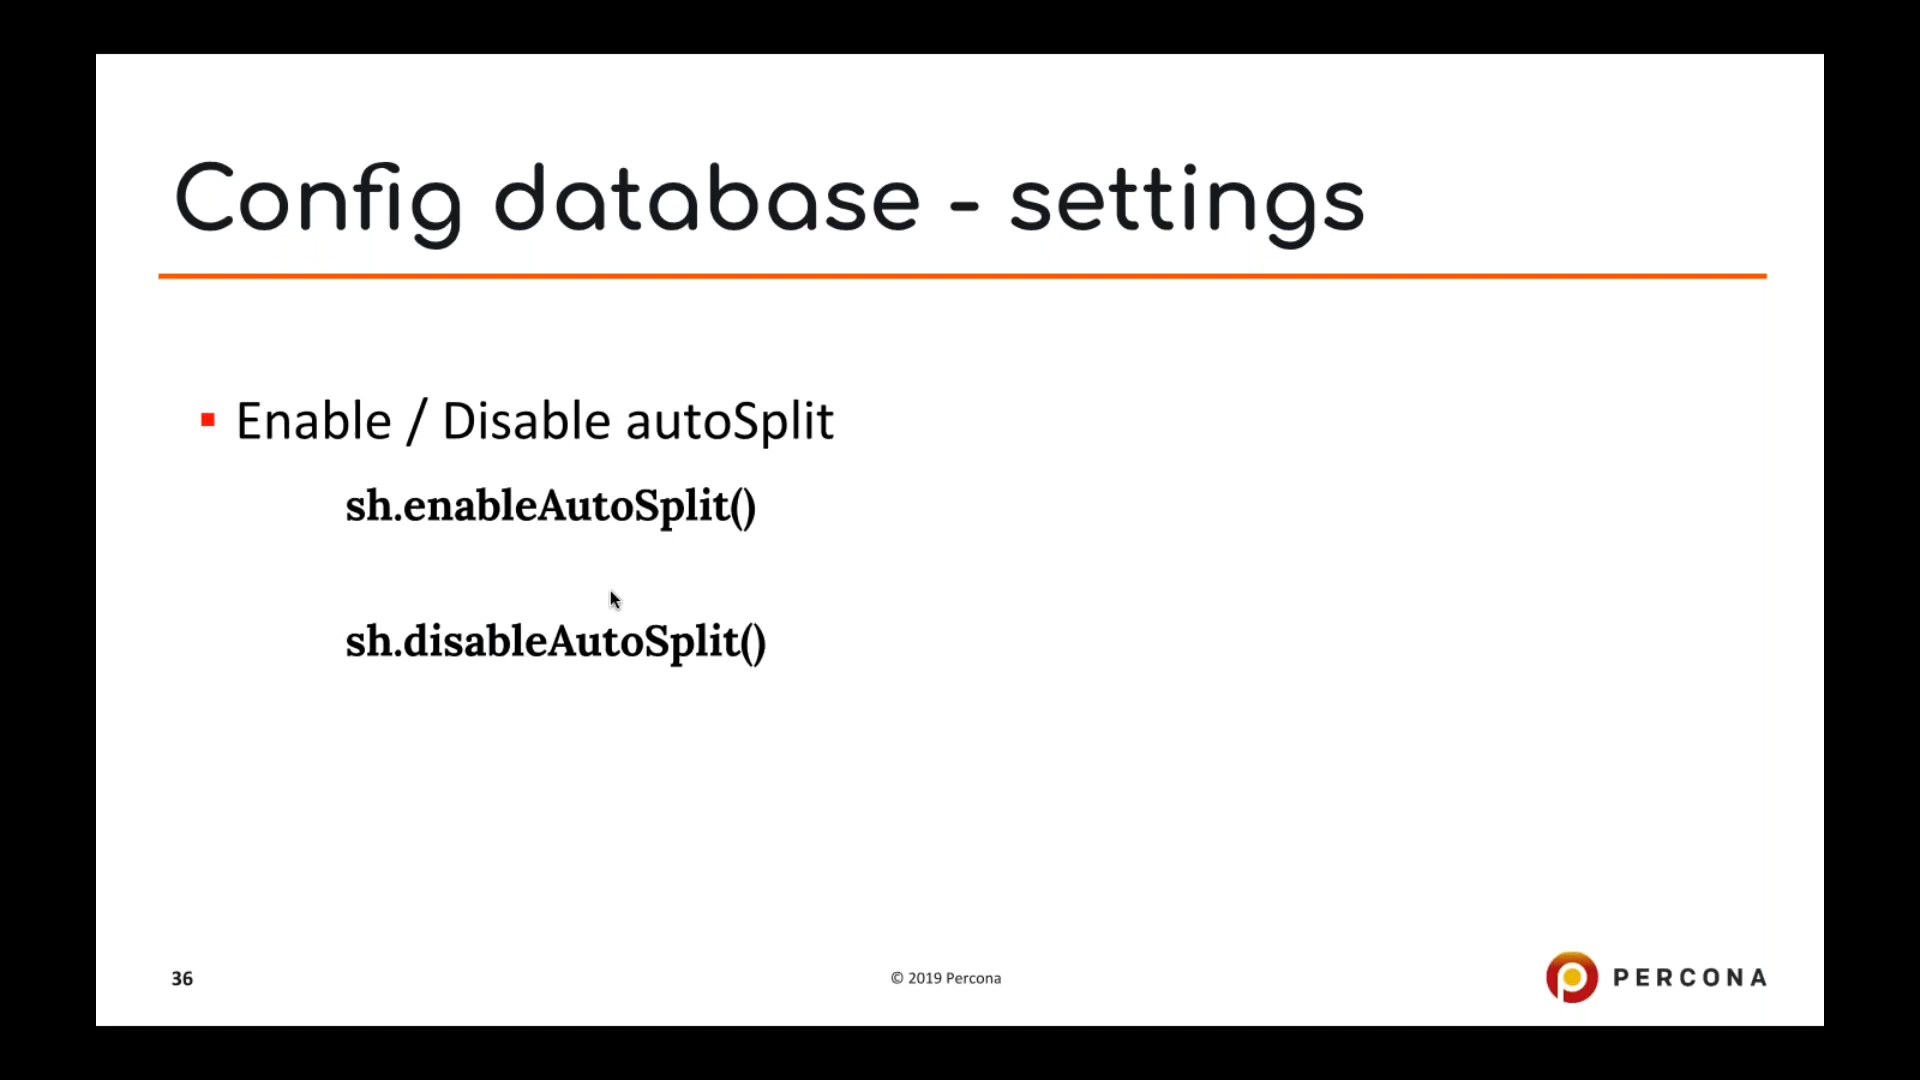 Config database - settings
▪ Enable / Disable autoSplit
sh.enableAutoSplit()
sh.disableAutoSplit()
36
© 2019 Percona
PERCONA